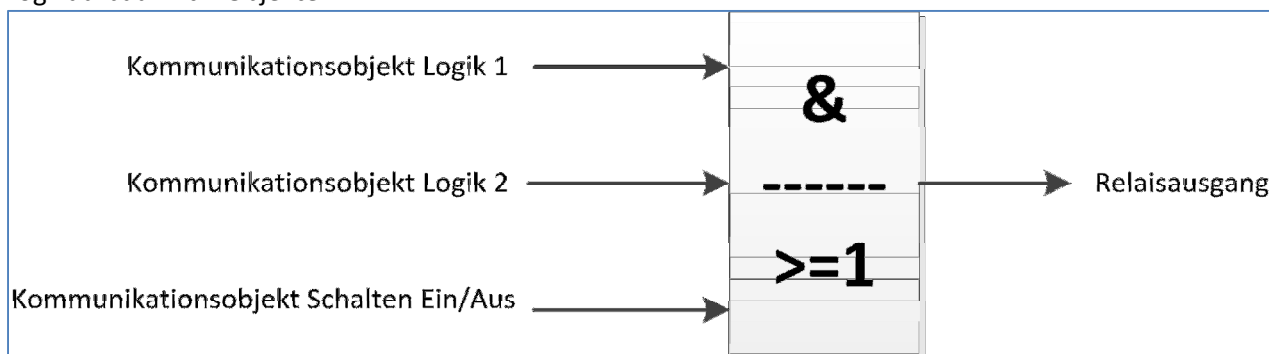 Kommunikationsobjekt Logik 1
&
Kommunikationsobjekt Logik 2
------
Relaisausgang
>=1
Kommunikationsobjekt Schalten Ein/Aus